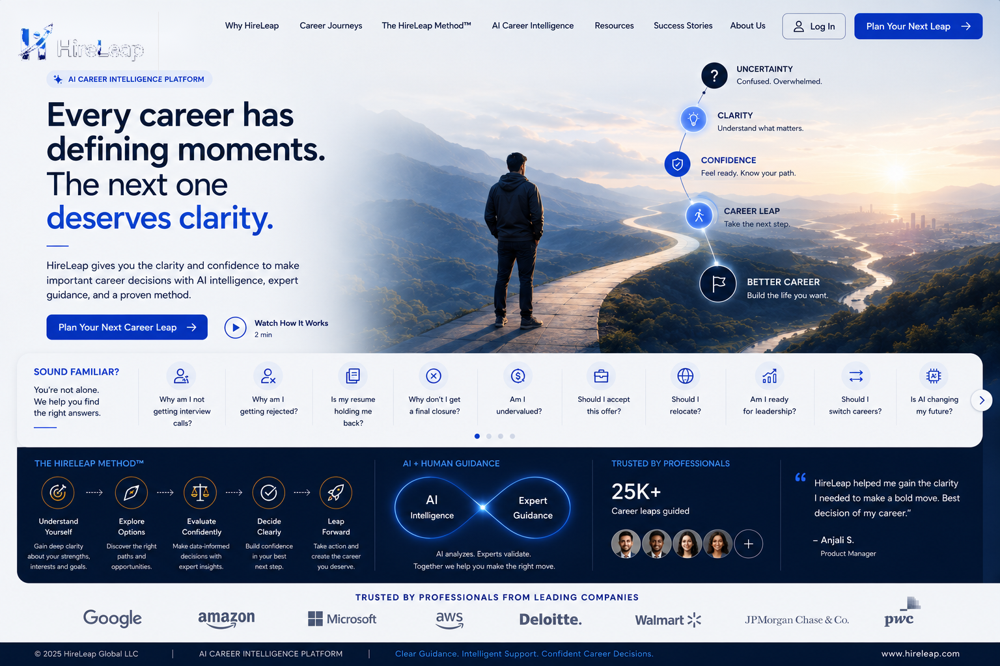 HireLeap
Why HireLeap
Career Journeys
The HireLeap Method™
AI Career Intelligence
Resources
Success Stories
About Us
Log In
Plan Your Next Leap
AI CAREER INTELLIGENCE PLATFORM
Every career has
defining moments.
The next one
deserves clarity.
HireLeap gives you the clarity and confidence to make
important career decisions with AI intelligence, expert
guidance, and a proven method.
Plan Your Next Career Leap
Watch How It Works
2 min
?
UNCERTAINTY
Confused. Overwhelmed.
CLARITY
Understand what matters.
CONFIDENCE
Feel ready. Know your path.
CAREER LEAP
Take the next step.
BETTER CAREER
Build the life you want.
SOUND FAMILIAR?
You're not alone.
We help you find
the right answers.
Why am I not
getting interview
calls?
Why am I
getting rejected?
Is my resume
holding me
back?
Why don't I get
a final closure?
Am I
undervalued?
Should I accept
this offer?
Should I
relocate?
Am I ready
for leadership?
Should I
switch careers?
Is AI changing
my future?
THE HIRELEAP METHOD™
Understand
Yourself
Gain deep clarity
about your strengths,
interests and goals.
Explore
Options
Discover the right
paths and
opportunities.
Evaluate
Confidently
Make data-informed
decisions with
expert insights.
Decide
Clearly
Build confidence
in your best
next step.
Leap
Forward
Take action and
create the career
you deserve.
AI + HUMAN GUIDANCE
AI
Intelligence
Expert
Guidance
AI analyzes. Experts validate.
Together we help you make the right move.
TRUSTED BY PROFESSIONALS
25K+
Career leaps guided
“ HireLeap helped me gain the clarity
I needed to make a bold move. Best
decision of my career.”
– Anjali S.
Product Manager
TRUSTED BY PROFESSIONALS FROM LEADING COMPANIES
Google
amazon
Microsoft
aws
Deloitte.
Walmart
JPMorgan Chase & Co.
pwc
© 2025 HireLeap Global LLC
AI CAREER INTELLIGENCE PLATFORM
Clear Guidance. Intelligent Support. Confident Career Decisions.
www.hireleap.com